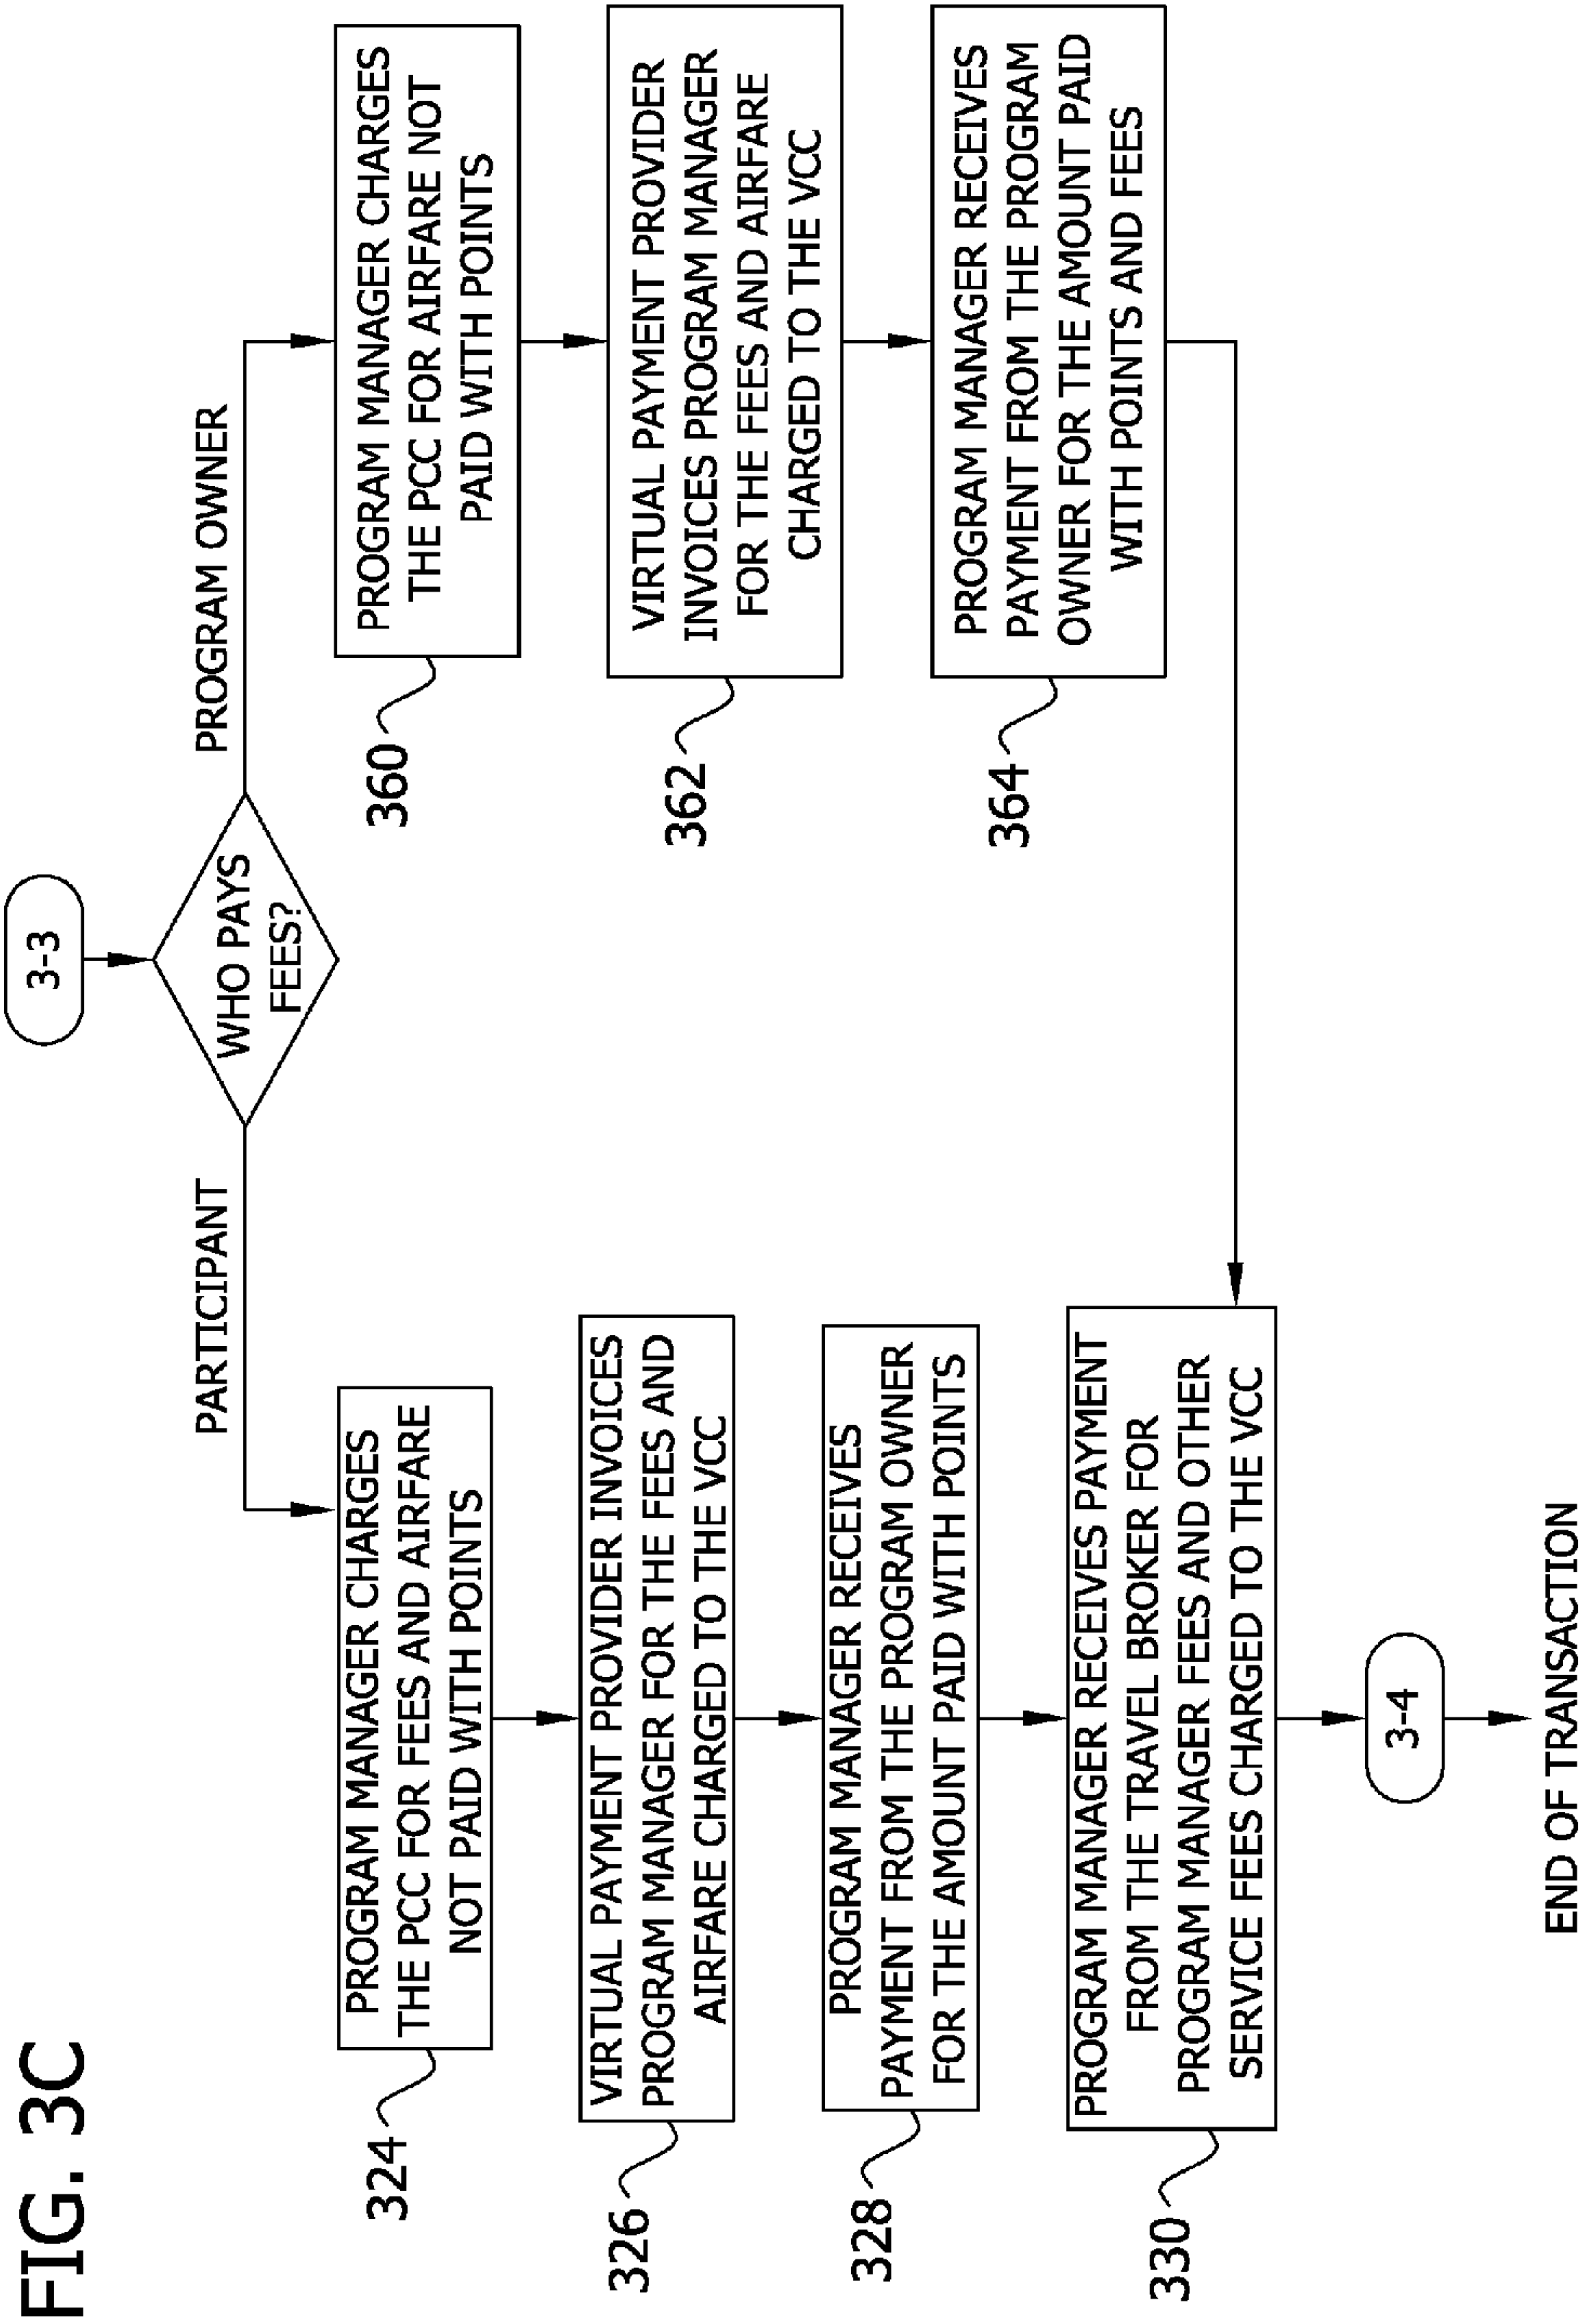 FIG. 3C
3-3
WHO PAYS
FEES?
PARTICIPANT
PROGRAM OWNER
324
PROGRAM MANAGER CHARGES
THE PCC FOR FEES AND AIRFARE
NOT PAID WITH POINTS
326
VIRTUAL PAYMENT PROVIDER INVOICES
PROGRAM MANAGER FOR THE FEES AND
AIRFARE CHARGED TO THE VCC
328
PROGRAM MANAGER RECEIVES
PAYMENT FROM THE PROGRAM OWNER
FOR THE AMOUNT PAID WITH POINTS
360
PROGRAM MANAGER CHARGES
THE PCC FOR AIRFARE NOT
PAID WITH POINTS
362
VIRTUAL PAYMENT PROVIDER
INVOICES PROGRAM MANAGER
FOR THE FEES AND AIRFARE
CHARGED TO THE VCC
364
PROGRAM MANAGER RECEIVES
PAYMENT FROM THE PROGRAM
OWNER FOR THE AMOUNT PAID
WITH POINTS AND FEES
330
PROGRAM MANAGER RECEIVES PAYMENT
FROM THE TRAVEL BROKER FOR
PROGRAM MANAGER FEES AND OTHER
SERVICE FEES CHARGED TO THE VCC
3-4
END OF TRANSACTION